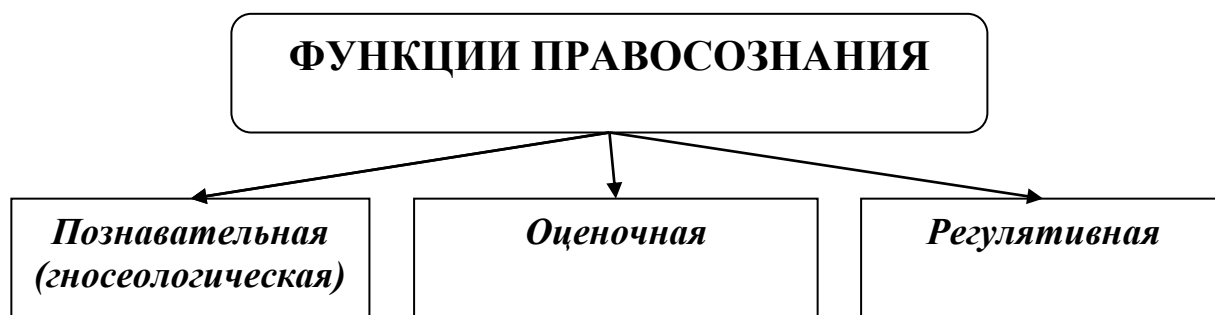 ФУНКЦИИ ПРАВОСОЗНАНИЯ
Познавательная
(гносеологическая)
Оценочная
Регулятивная